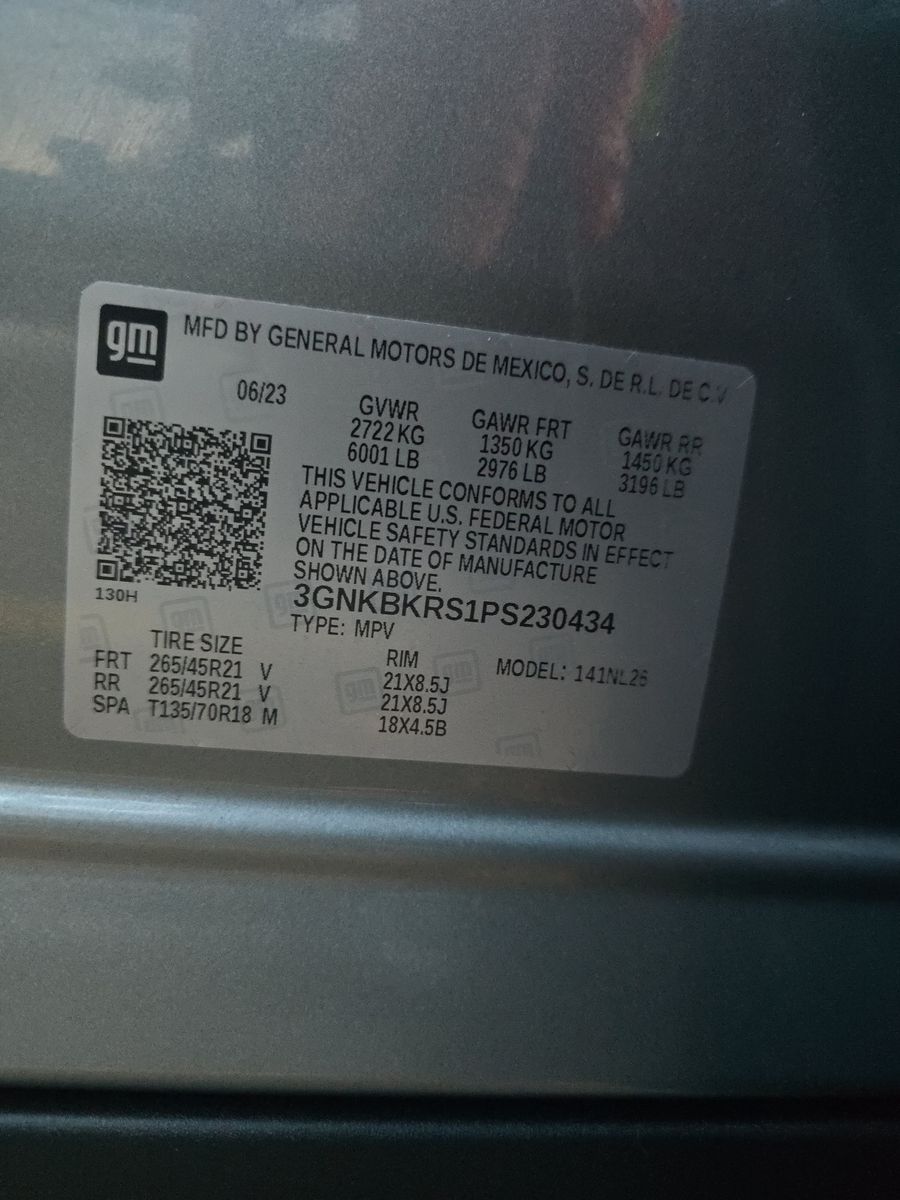 gm
MFD BY GENERAL MOTORS DE MEXICO, S. DE R.L. DE C.V
06/23
GVWR GAWR FRT GAWR RR
2722 KG 1350 KG 1450 KG
6001 LB 2976 LB 3196 LB
THIS VEHICLE CONFORMS TO ALL
APPLICABLE U.S. FEDERAL MOTOR
VEHICLE SAFETY STANDARDS IN EFFECT
ON THE DATE OF MANUFACTURE
SHOWN ABOVE.
130H
3GNKBKRS1PS230434
TYPE: MPV
TIRE SIZE RIM MODEL: 141NL26
FRT 265/45R21 V 21X8.5J
RR 265/45R21 V 21X8.5J
SPA T135/70R18 M 18X4.5B